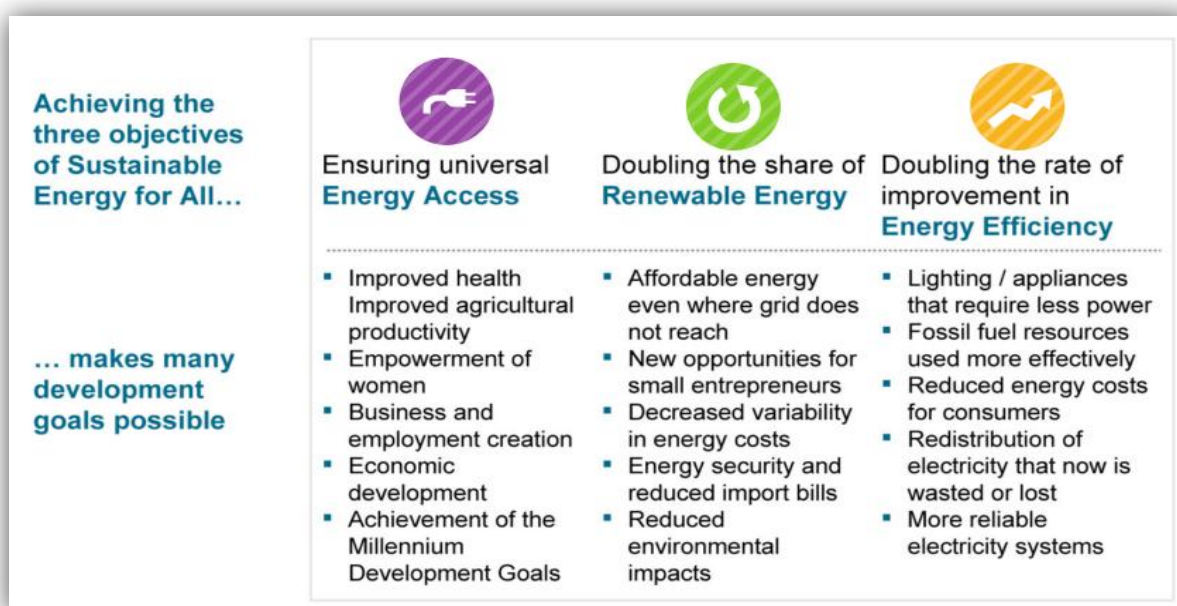 Achieving the
three objectives
of Sustainable
Energy for All…
Ensuring universal
Energy Access
Doubling the share of
Renewable Energy
Doubling the rate of
improvement in
Energy Efficiency
… makes many
development
goals possible
▪ Improved health
Improved agricultural
productivity
▪ Empowerment of
women
▪ Business and
employment creation
▪ Economic
development
▪ Achievement of the
Millennium
Development Goals
▪ Affordable energy
even where grid does
not reach
▪ New opportunities for
small entrepreneurs
▪ Decreased variability
in energy costs
▪ Energy security and
reduced import bills
▪ Reduced
environmental
impacts
▪ Lighting / appliances
that require less power
▪ Fossil fuel resources
used more effectively
▪ Reduced energy costs
for consumers
▪ Redistribution of
electricity that now is
wasted or lost
▪ More reliable
electricity systems